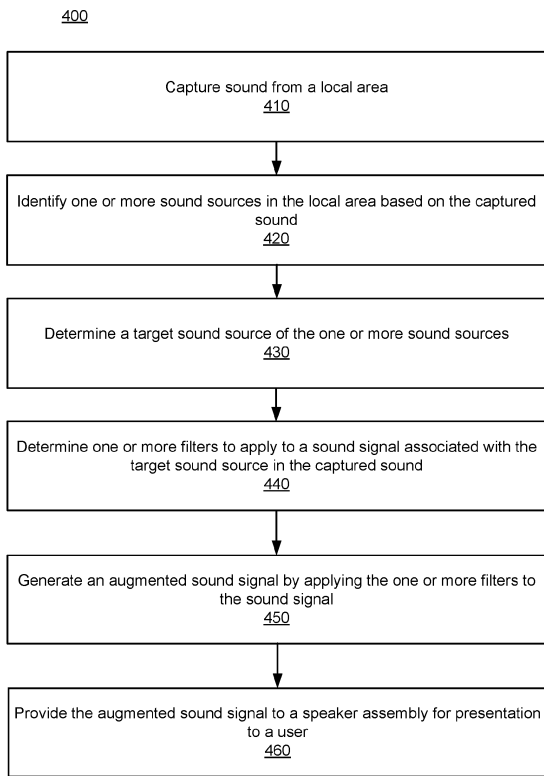 400
Capture sound from a local area
410
Identify one or more sound sources in the local area based on the captured
sound
420
Determine a target sound source of the one or more sound sources
430
Determine one or more filters to apply to a sound signal associated with the
target sound source in the captured sound
440
Generate an augmented sound signal by applying the one or more filters to
the sound signal
450
Provide the augmented sound signal to a speaker assembly for presentation
to a user
460